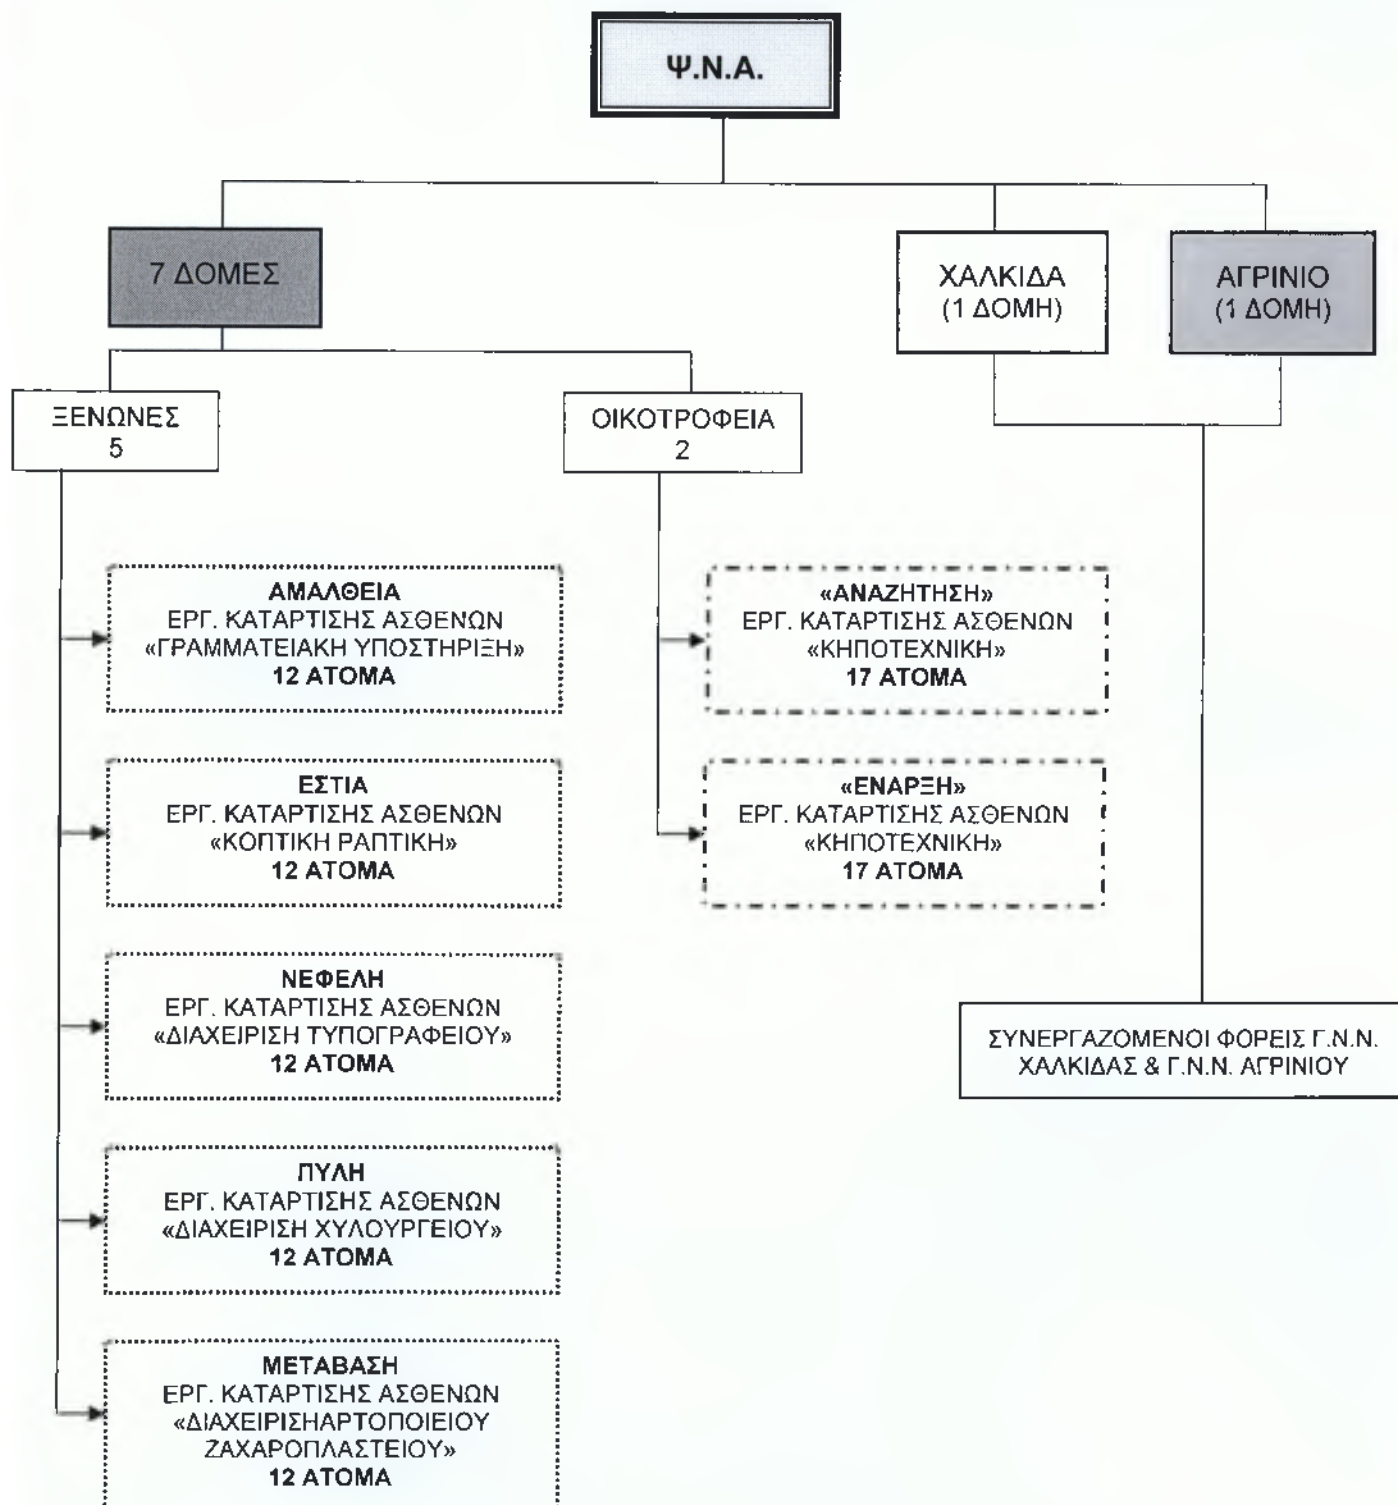 Ψ.Ν.Α.
7 ΔΟΜΕΣ
ΧΑΛΚΙΔΑ
(1 ΔΟΜΗ)
ΑΓΡΙΝΙΟ
(1 ΔΟΜΗ)
ΞΕΝΩΝΕΣ
5
ΟΙΚΟΤΡΟΦΕΙΑ
2
ΑΜΑΛΘΕΙΑ
ΕΡΓ. ΚΑΤΑΡΤΙΣΗΣ ΑΣΘΕΝΩΝ
«ΓΡΑΜΜΑΤΕΙΑΚΗ ΥΠΟΣΤΗΡΙΞΗ»
12 ΑΤΟΜΑ
ΕΣΤΙΑ
ΕΡΓ. ΚΑΤΑΡΤΙΣΗΣ ΑΣΘΕΝΩΝ
«ΚΟΠΤΙΚΗ ΡΑΠΤΙΚΗ»
12 ΑΤΟΜΑ
ΝΕΦΕΛΗ
ΕΡΓ. ΚΑΤΑΡΤΙΣΗΣ ΑΣΘΕΝΩΝ
«ΔΙΑΧΕΙΡΙΣΗ ΤΥΠΟΓΡΑΦΕΙΟΥ»
12 ΑΤΟΜΑ
ΠΥΛΗ
ΕΡΓ. ΚΑΤΑΡΤΙΣΗΣ ΑΣΘΕΝΩΝ
«ΔΙΑΧΕΙΡΙΣΗ ΧΥΛΟΥΡΓΕΙΟΥ»
12 ΑΤΟΜΑ
ΜΕΤΑΒΑΣΗ
ΕΡΓ. ΚΑΤΑΡΤΙΣΗΣ ΑΣΘΕΝΩΝ
«ΔΙΑΧΕΙΡΙΣΗΑΡΤΟΠΟΙΕΙΟΥ
ΖΑΧΑΡΟΠΛΑΣΤΕΙΟΥ»
12 ΑΤΟΜΑ
«ΑΝΑΖΗΤΗΣΗ»
ΕΡΓ. ΚΑΤΑΡΤΙΣΗΣ ΑΣΘΕΝΩΝ
«ΚΗΠΟΤΕΧΝΙΚΗ»
17 ΑΤΟΜΑ
«ΕΝΑΡΞΗ»
ΕΡΓ. ΚΑΤΑΡΤΙΣΗΣ ΑΣΘΕΝΩΝ
«ΚΗΠΟΤΕΧΝΙΚΗ»
17 ΑΤΟΜΑ
ΣΥΝΕΡΓΑΖΟΜΕΝΟΙ ΦΟΡΕΙΣ Γ.Ν.Ν.
ΧΑΛΚΙΔΑΣ & Γ.Ν.Ν. ΑΓΡΙΝΙΟΥ